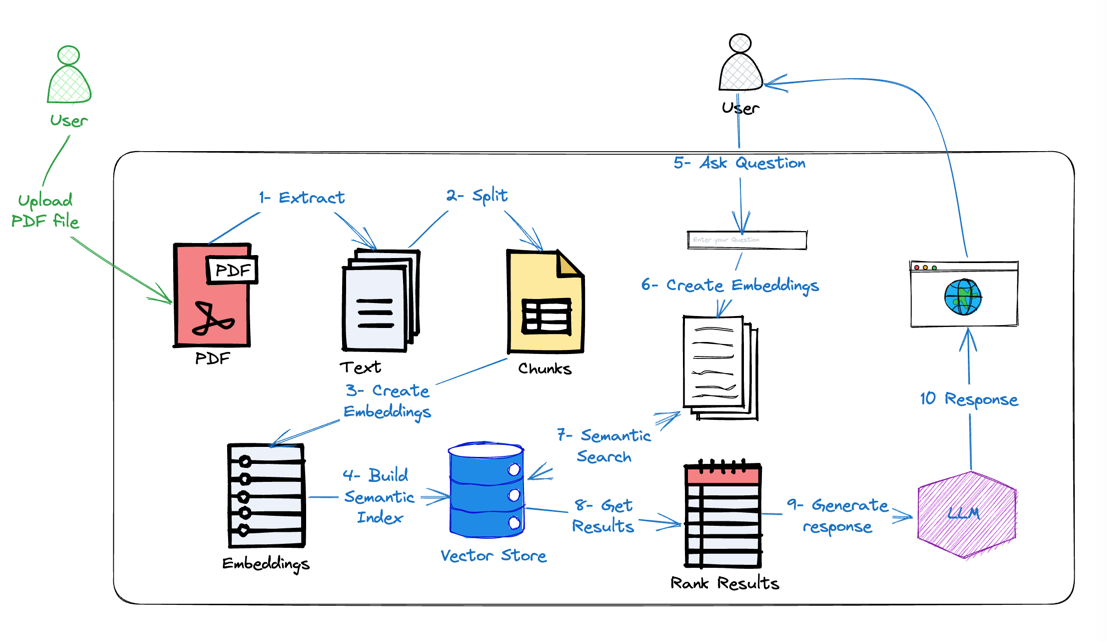 User
User
5- Ask Question
Upload
PDF file
1- Extract
2- Split
PDF
PDF
Text
Chunks
Enter your Question
6- Create Embeddings
3- Create
Embeddings
7- Semantic
Search
10 Response
4- Build
Semantic
Index
8- Get
Results
9- Generate
response
LLM
Embeddings
Vector Store
Rank Results